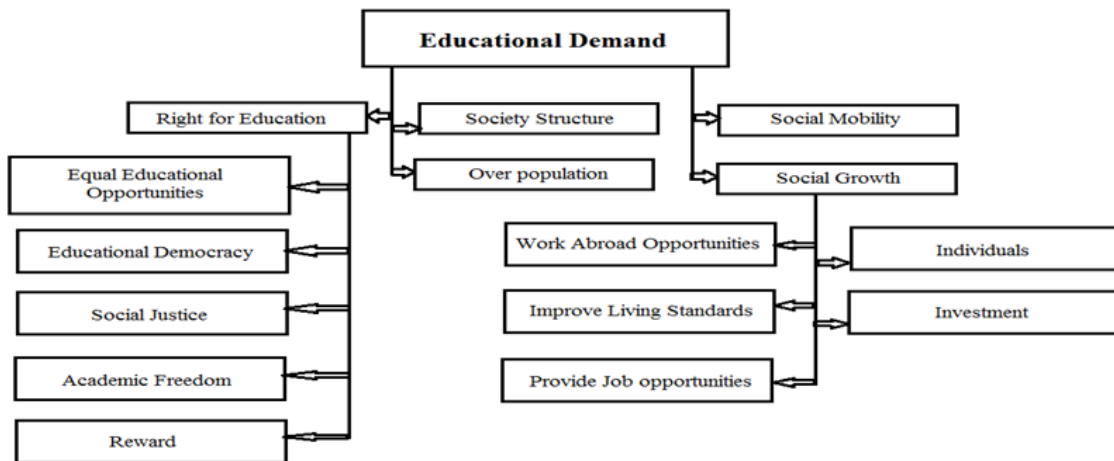 Educational Demand
Right for Education
Society Structure
Social Mobility
Over population
Social Growth
Equal Educational
Opportunities
Educational Democracy
Social Justice
Academic Freedom
Reward
Work Abroad Opportunities
Individuals
Improve Living Standards
Investment
Provide Job opportunities